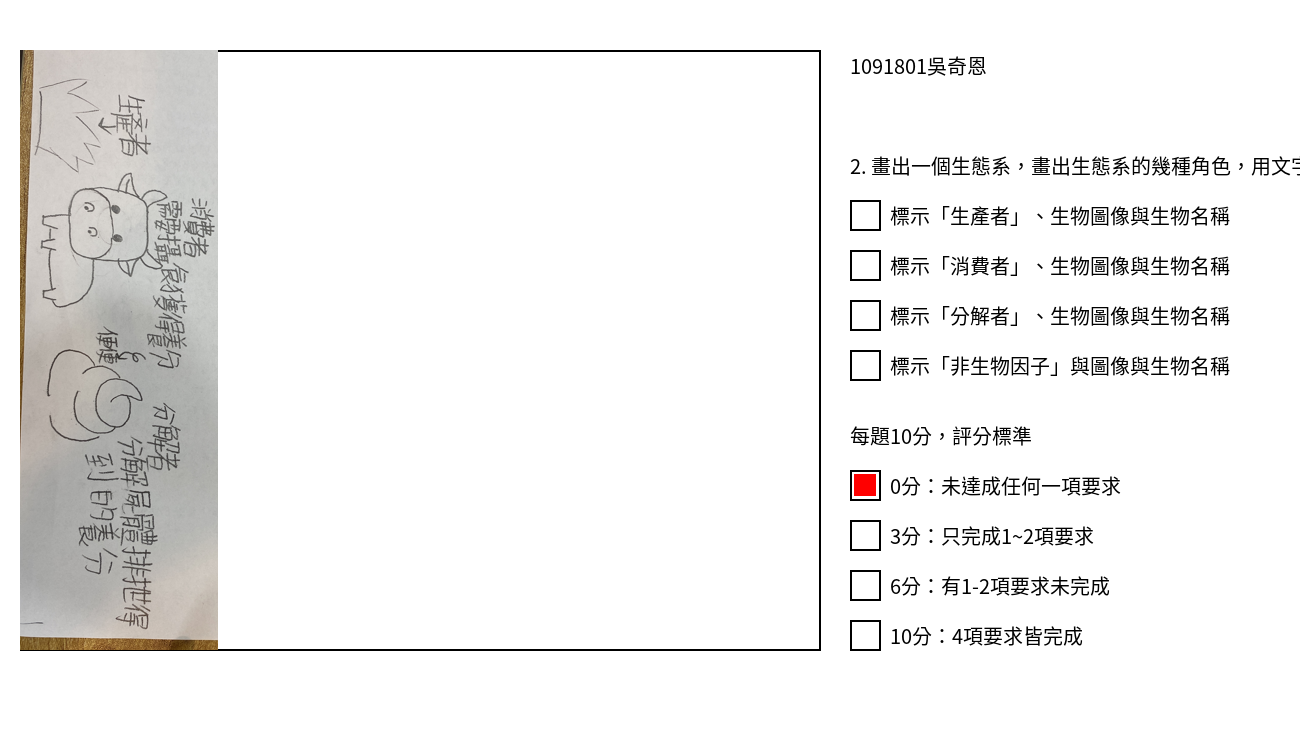 生產者
消費者
需要攝食獲得養分
便便
分解者
分解屍體排泄得
到的養分
1091801吳奇恩
2. 畫出一個生態系，畫出生態系的幾種角色，用文字
標示「生產者」、生物圖像與生物名稱
標示「消費者」、生物圖像與生物名稱
標示「分解者」、生物圖像與生物名稱
標示「非生物因子」與圖像與生物名稱
每題10分，評分標準
0分：未達成任何一項要求
3分：只完成1~2項要求
6分：有1-2項要求未完成
10分：4項要求皆完成